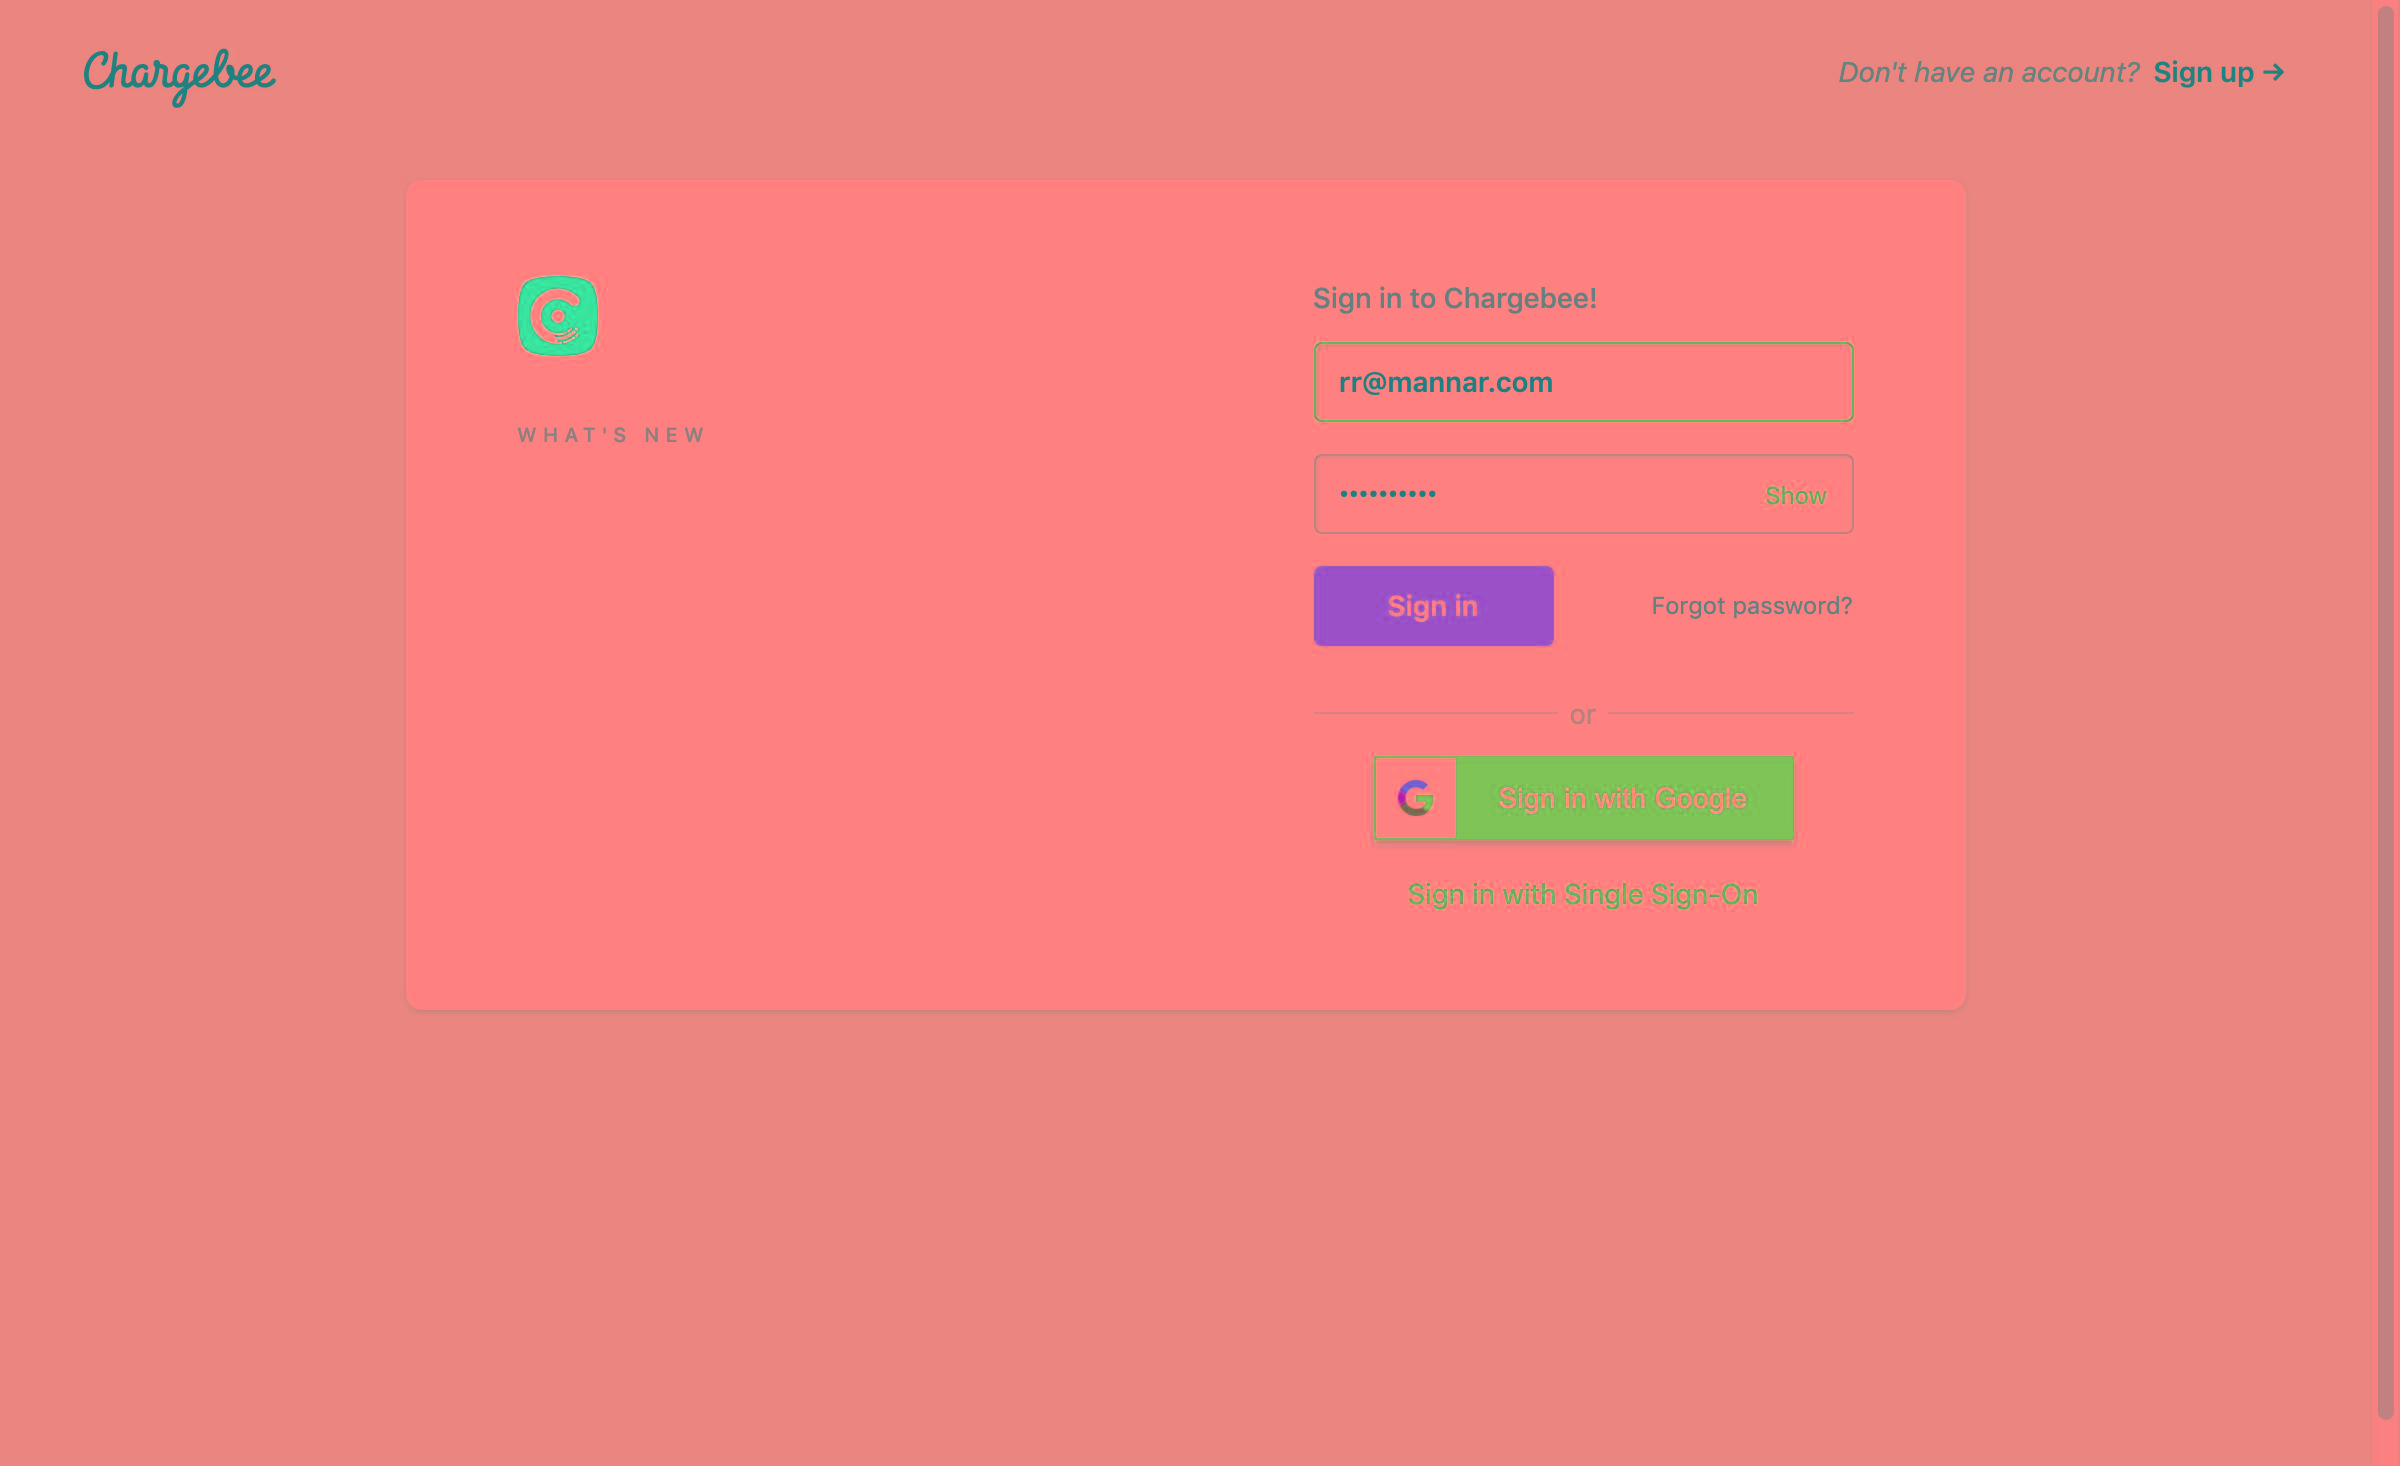 Chargebee
Don't have an account? Sign up →
WHAT'S NEW
Sign in to Chargebee!
rr@mannar.com
•••••••••• Show
Sign in Forgot password?
or
G Sign in with Google
Sign in with Single Sign-On